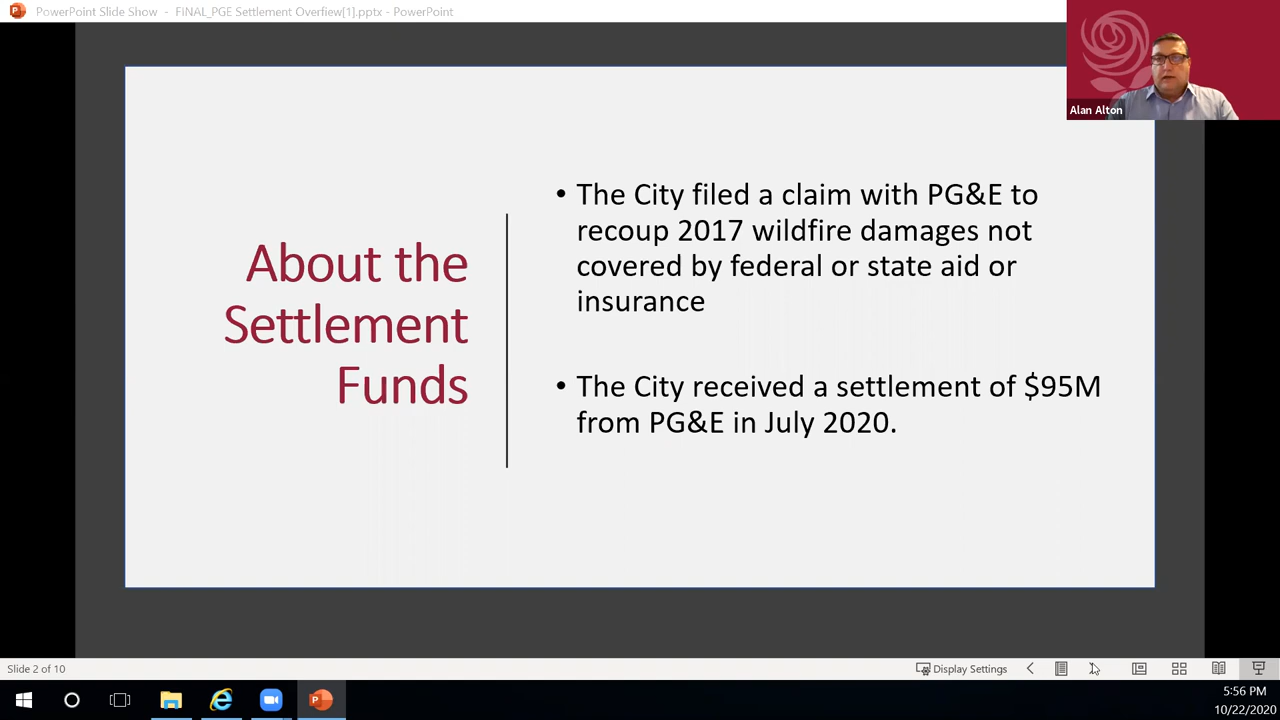 PowerPoint Slide Show - FINAL_PGE Settlement Overfiew[1].pptx - PowerPoint
Alan Alton
About the
Settlement
Funds
• The City filed a claim with PG&E to
recoup 2017 wildfire damages not
covered by federal or state aid or
insurance
• The City received a settlement of $95M
from PG&E in July 2020.
Slide 2 of 10
Display Settings
5:56 PM
10/22/2020